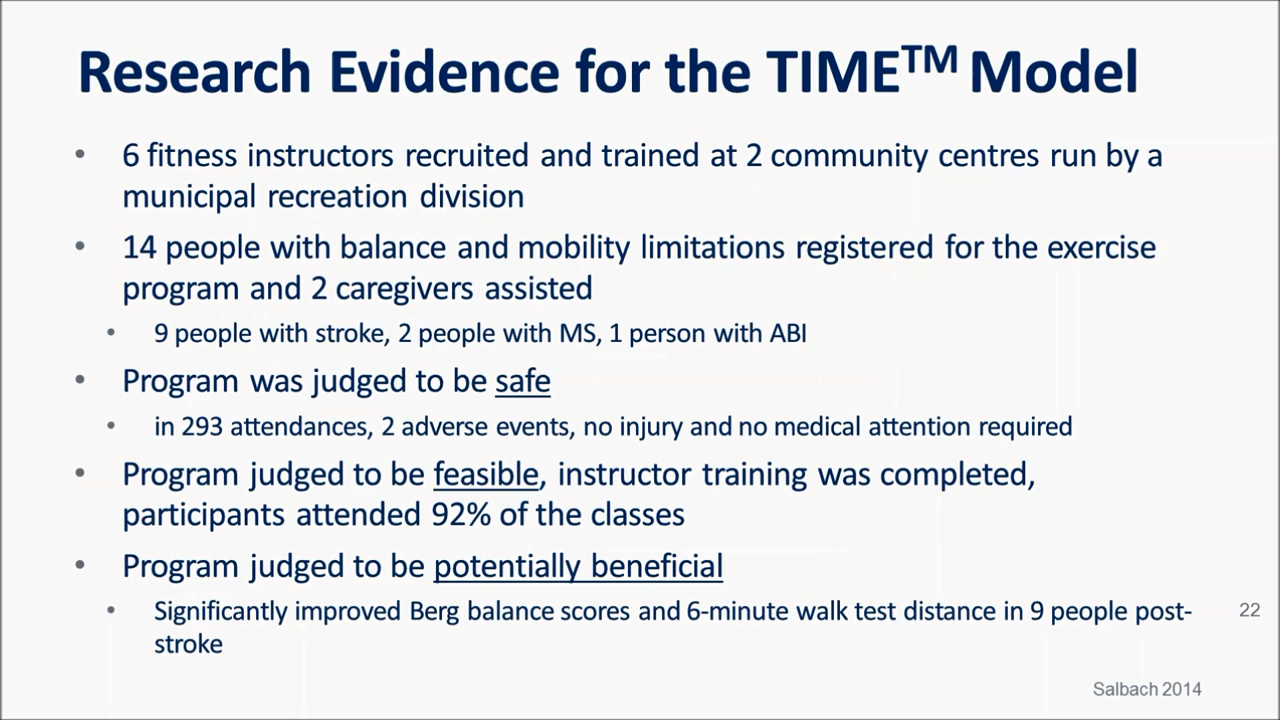 Research Evidence for the TIME™ Model
• 6 fitness instructors recruited and trained at 2 community centres run by a
municipal recreation division
• 14 people with balance and mobility limitations registered for the exercise
program and 2 caregivers assisted
• 9 people with stroke, 2 people with MS, 1 person with ABI
• Program was judged to be safe
• in 293 attendances, 2 adverse events, no injury and no medical attention required
• Program judged to be feasible, instructor training was completed,
participants attended 92% of the classes
• Program judged to be potentially beneficial
• Significantly improved Berg balance scores and 6-minute walk test distance in 9 people post-
stroke
22
Salbach 2014